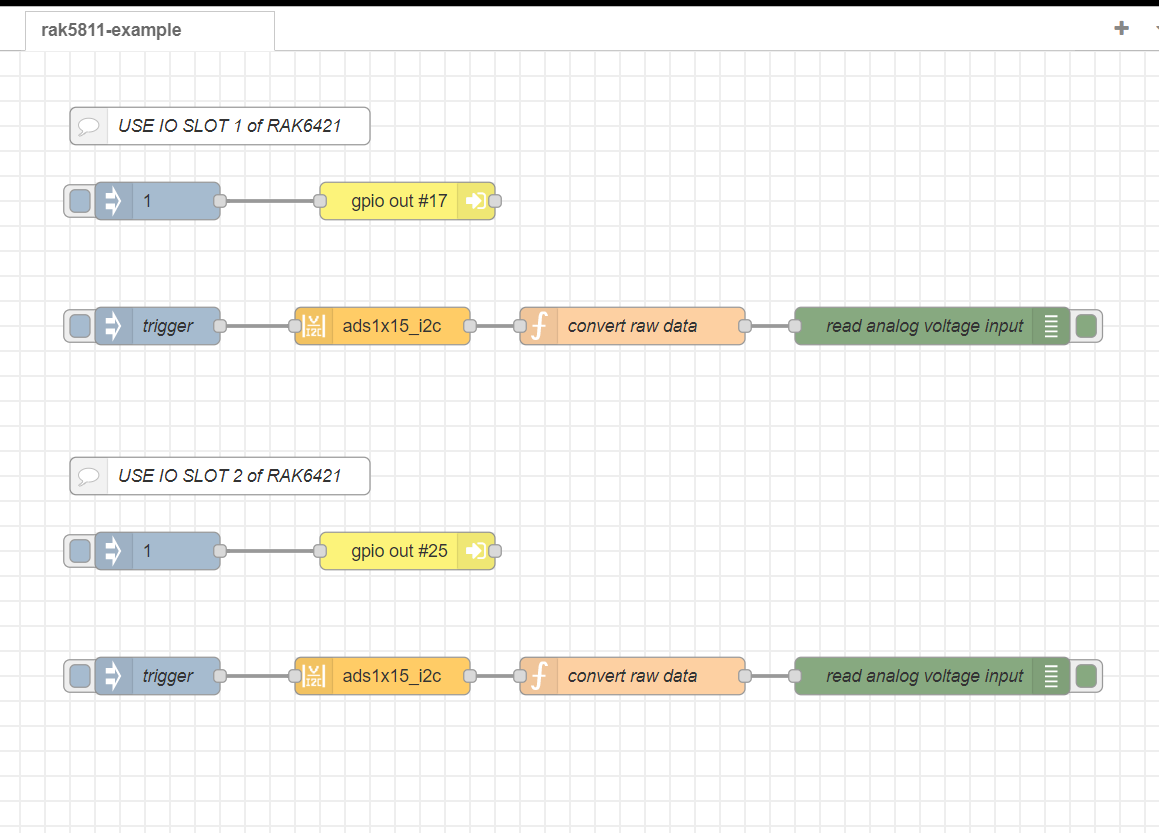 rak5811-example
USE IO SLOT 1 of RAK6421
1
gpio out #17
trigger
ads1x15_i2c
convert raw data
read analog voltage input
USE IO SLOT 2 of RAK6421
1
gpio out #25
trigger
ads1x15_i2c
convert raw data
read analog voltage input